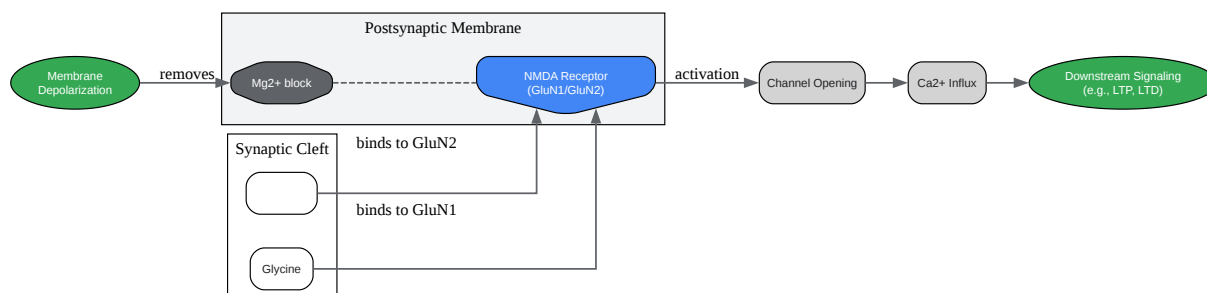 Postsynaptic Membrane
Membrane
Depolarization
removes
Mg2+ block
NMDA Receptor
(GluN1/GluN2)
activation
Channel Opening
Ca2+ Influx
Downstream Signaling
(e.g., LTP, LTD)
Synaptic Cleft
binds to GluN2
binds to GluN1
Glycine